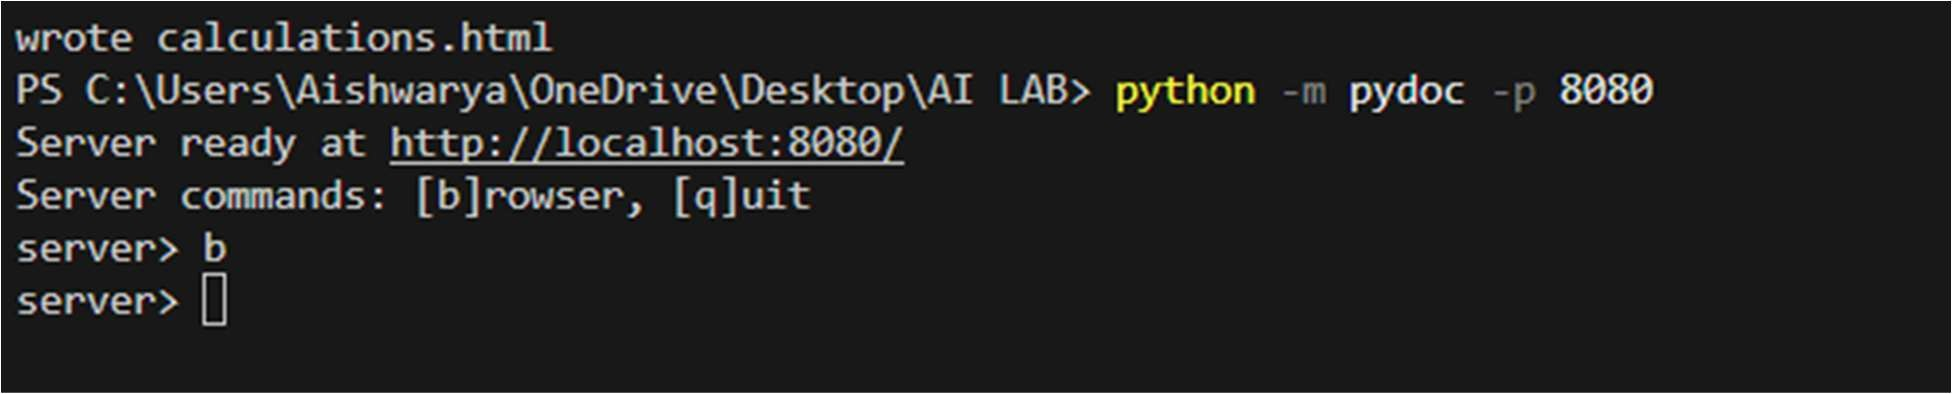 wrote calculations.html
PS C:\Users\Aishwarya\OneDrive\Desktop\AI LAB> python -m pydoc -p 8080
Server ready at http://localhost:8080/
Server commands: [b]rowser, [q]uit
server> b
server>